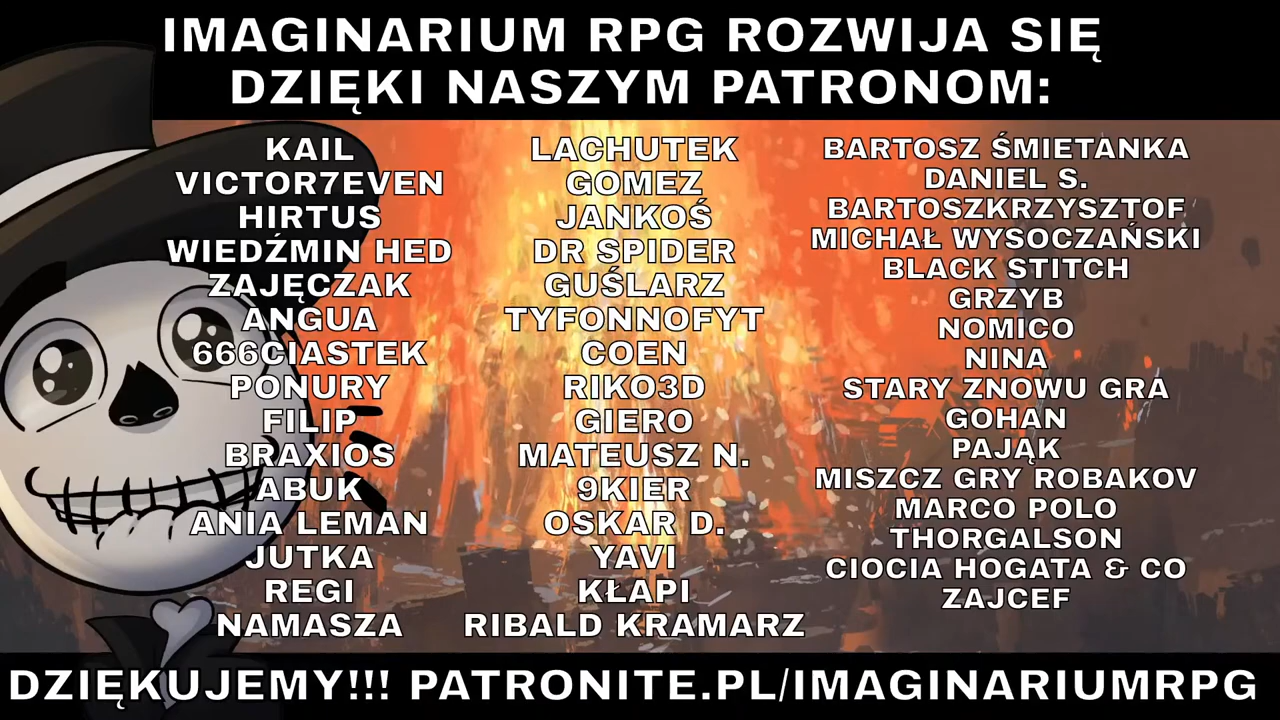 IMAGINARIUM RPG ROZWIJA SIĘ
DZIĘKI NASZYM PATRONOM:
KAIL
VICTOR7EVEN
HIRTUS
WIEDŹMIN HED
ZAJĘCZAK
ANGUA
666CIASTEK
PONURY
FILIP
BRAXIOS
ABUK
ANIA LEMAN
JUTKA
REGI
NAMASZA
LACHUTEK
GOMEZ
JANKOŚ
DR SPIDER
GUŚLARZ
TYFONNOFYT
COEN
RIKO3D
GIERO
MATEUSZ N.
9KIER
OSKAR D.
YAVI
KŁAPI
RIBALD KRAMARZ
BARTOSZ ŚMIETANKA
DANIEL S.
BARTOSZKRZYSZTOF
MICHAŁ WYSOCZAŃSKI
BLACK STITCH
GRZYB
NOMICO
NINA
STARY ZNOWU GRA
GOHAN
PAJĄK
MISZCZ GRY ROBAKOV
MARCO POLO
THORGALSON
CIOCIA HOGATA & CO
ZAJCEF
DZIĘKUJEMY!!! PATRONITE.PL/IMAGINARIUMRPG